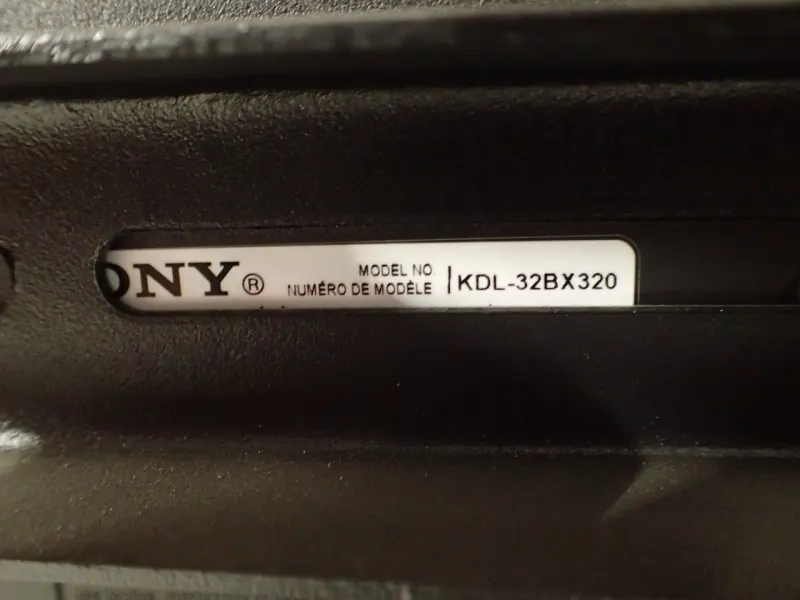 ONY®
MODEL NO.
NUMÉRO DE MODÈLE
KDL-32BX320